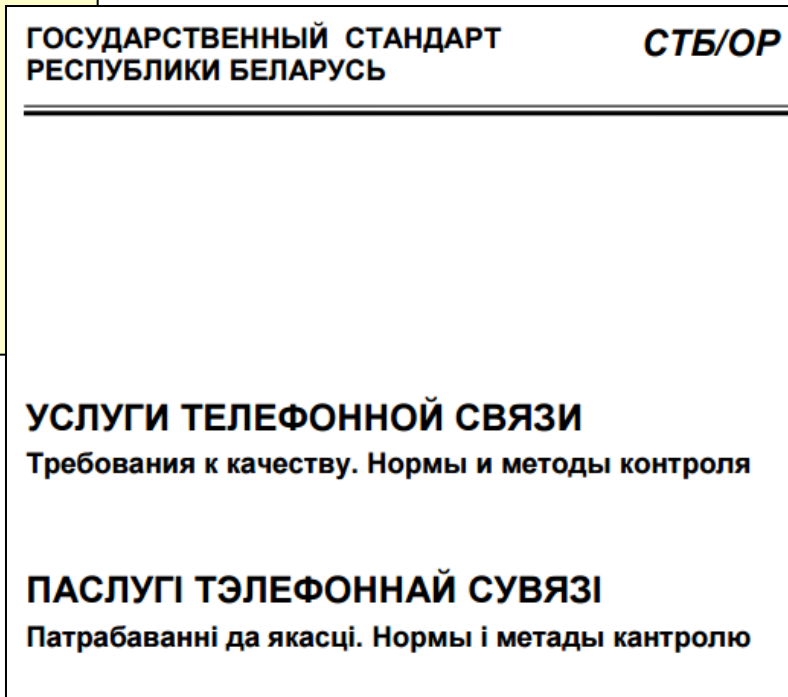 ГОСУДАРСТВЕННЫЙ СТАНДАРТ СТБ/ОР
РЕСПУБЛИКИ БЕЛАРУСЬ
УСЛУГИ ТЕЛЕФОННОЙ СВЯЗИ
Требования к качеству. Нормы и методы контроля
ПАСЛУГІ ТЭЛЕФОННАЙ СУВЯЗІ
Патрабаванні да якасці. Нормы і метады кантролю